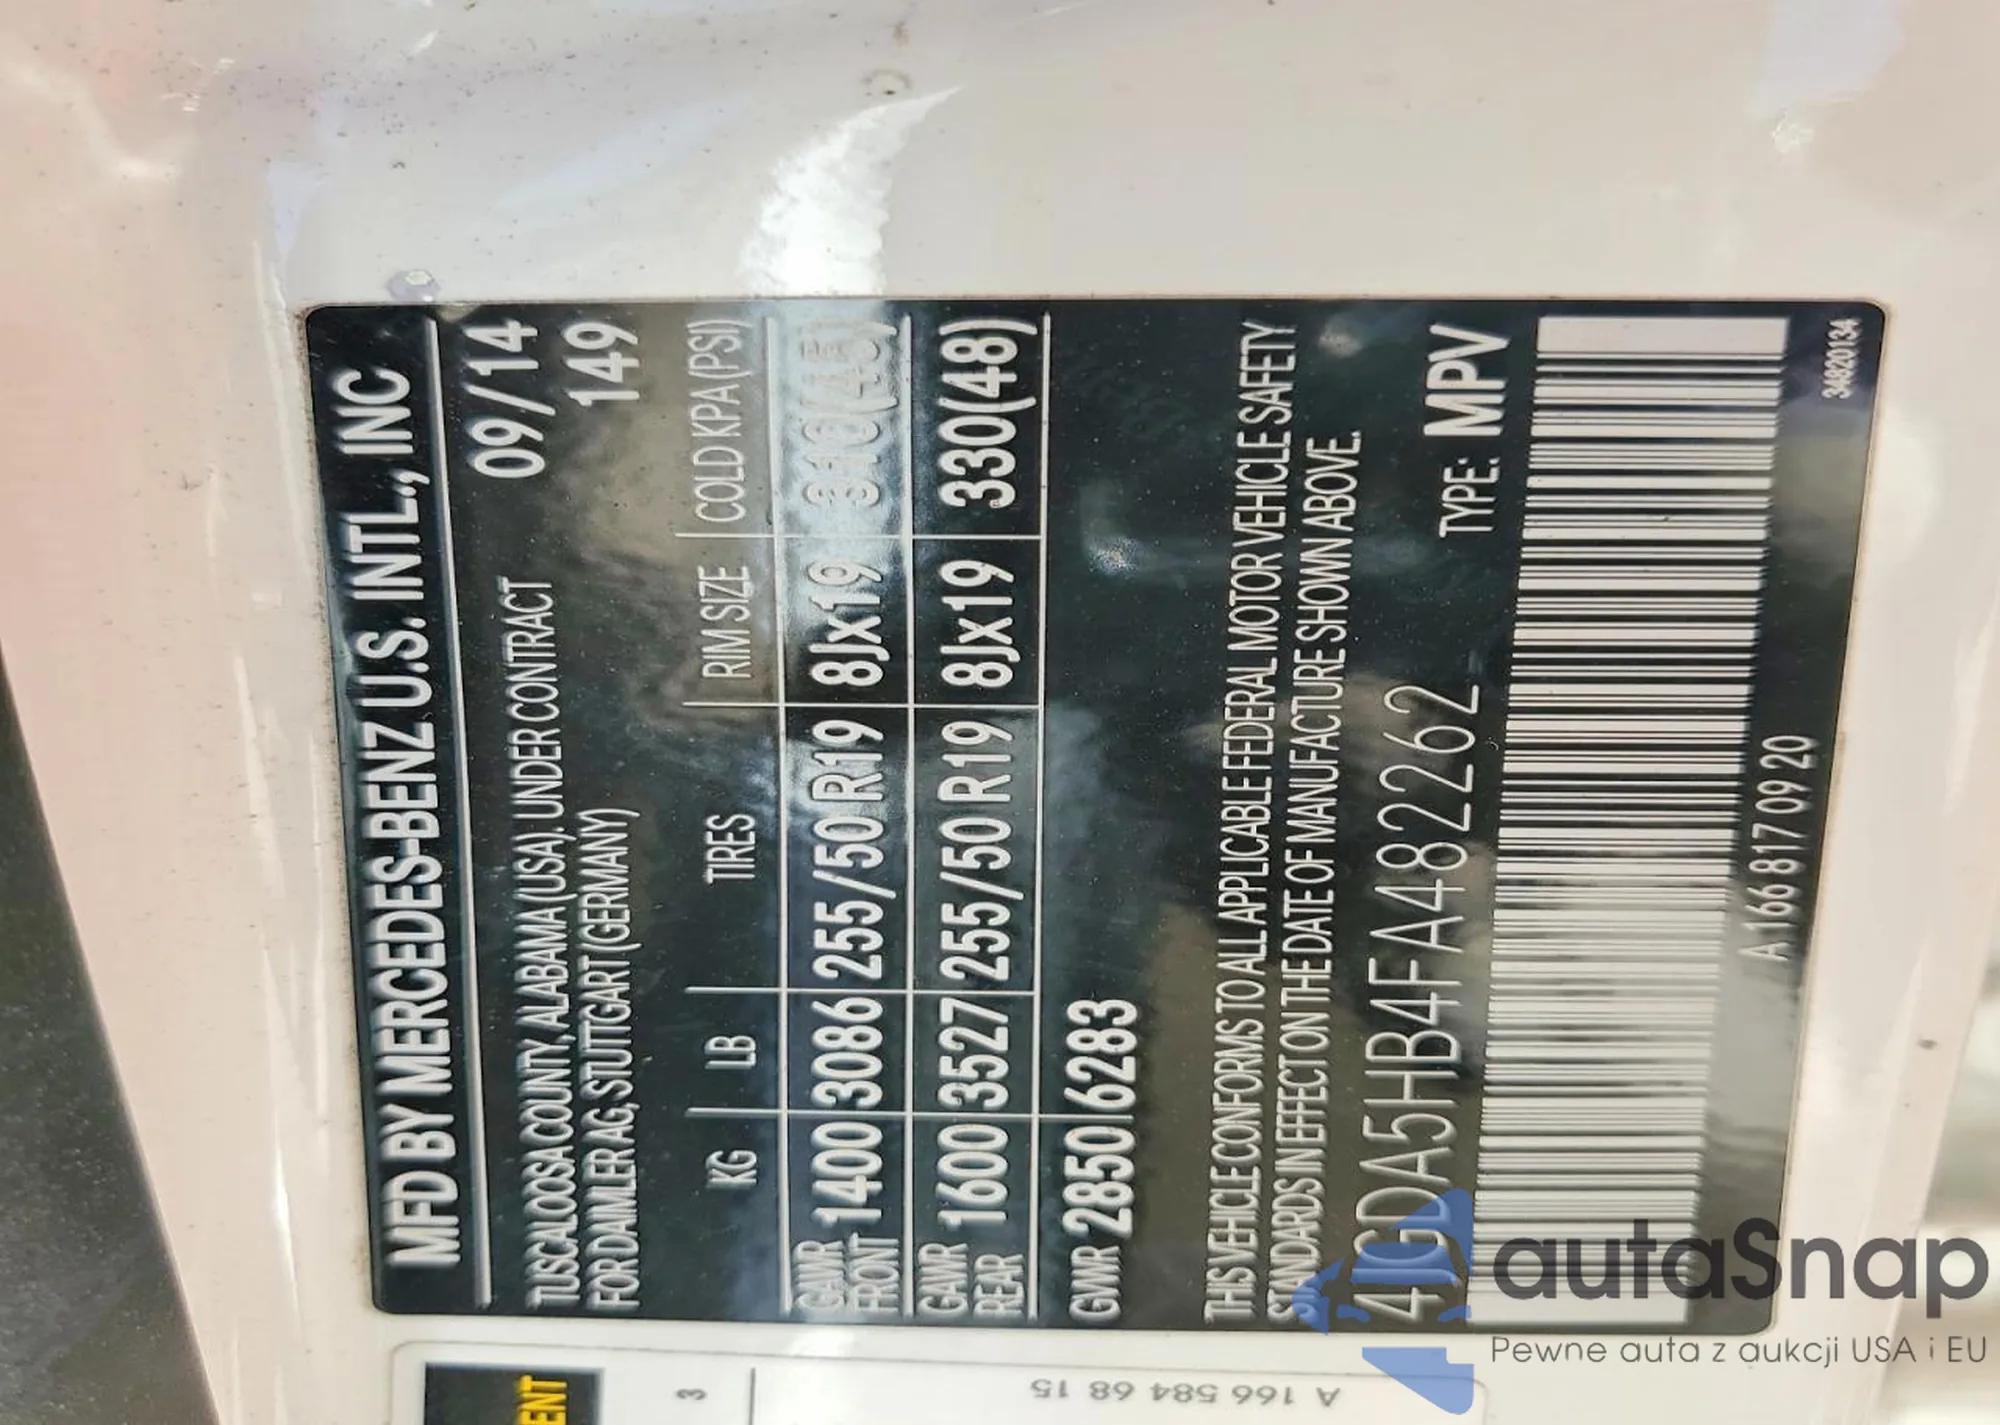 MFD BY MERCEDES-BENZ U.S. INTL., INC
09/14
TUSCALOOSA COUNTY, ALABAMA (USA). UNDER CONTRACT 149
FOR DAIMLER AG, STUTTGART (GERMANY)
KG LB TIRES RIM SIZE COLD KPA (PSI)
GAWR FRONT 1400 3086 255/50 R19 8Jx19 310(45)
GAWR REAR 1600 3527 255/50 R19 8Jx19 330(48)
GVWR 2850 6283
THIS VEHICLE CONFORMS TO ALL APPLICABLE FEDERAL MOTOR VEHICLE SAFETY
STANDARDS IN EFFECT ON THE DATE OF MANUFACTURE SHOWN ABOVE.
4JGDA5HB4FA482262 TYPE: MPV
A 166 817 09 20
34820134
3
A 166 584 68 15
autaSnap
Pewne auta z aukcji USA i EU